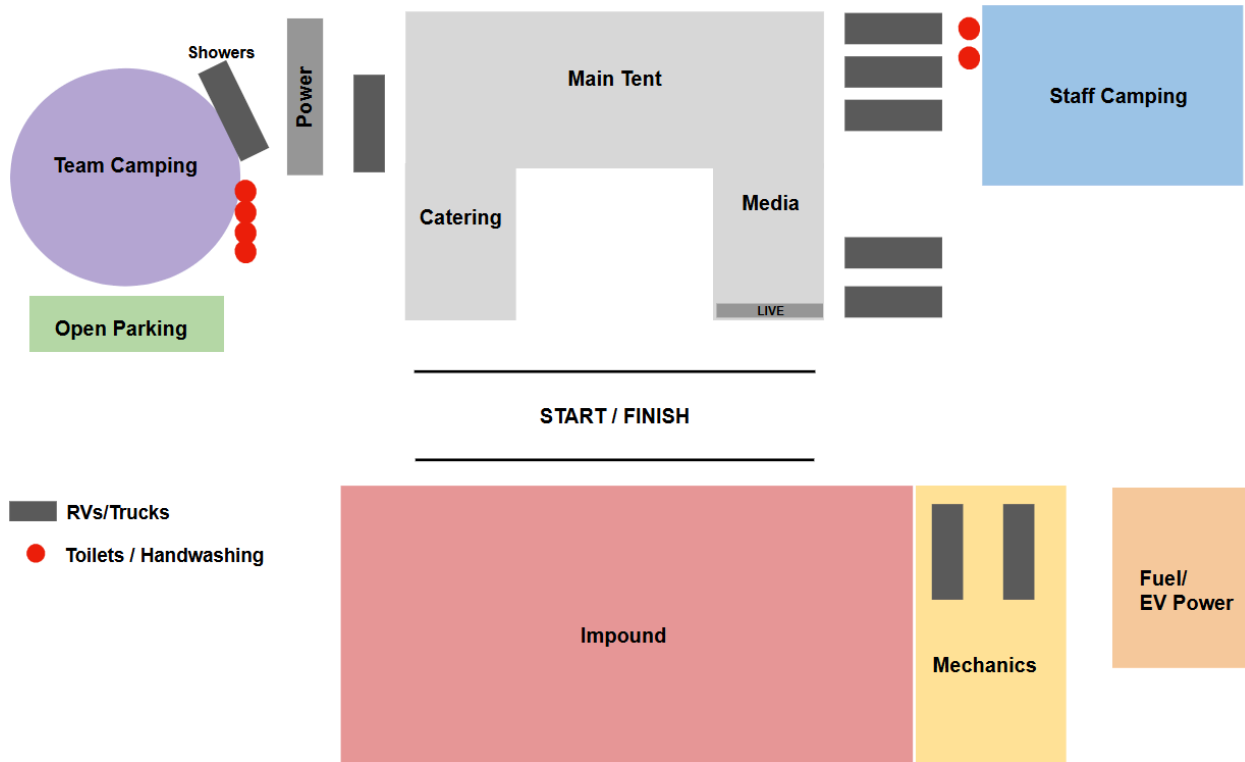 Showers
Power
Main Tent
Staff Camping
Team Camping
Catering
Media
LIVE
Open Parking
START / FINISH
RVs/Trucks
Toilets / Handwashing
Impound
Mechanics
Fuel/
EV Power